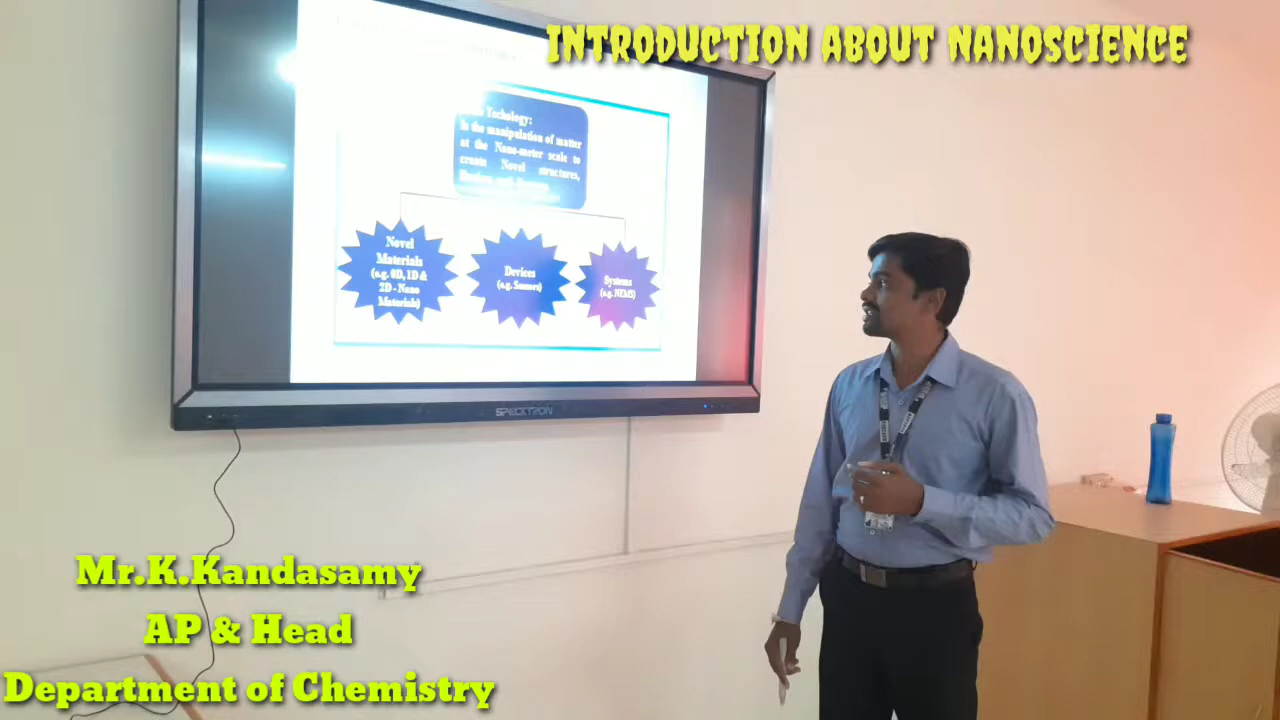 INTRODUCTION ABOUT NANOSCIENCE
Techology:
is the manipulation of matter
at the Nano-meter scale to
create Novel structures,
Novel
Materials
(e.g. 0D, 1D &
2D - Nano
Materials)
Devices
(e.g. Sensors)
Systems
(e.g. NEMS)
SPECKTRON
Mr.K.Kandasamy
AP & Head
Department of Chemistry